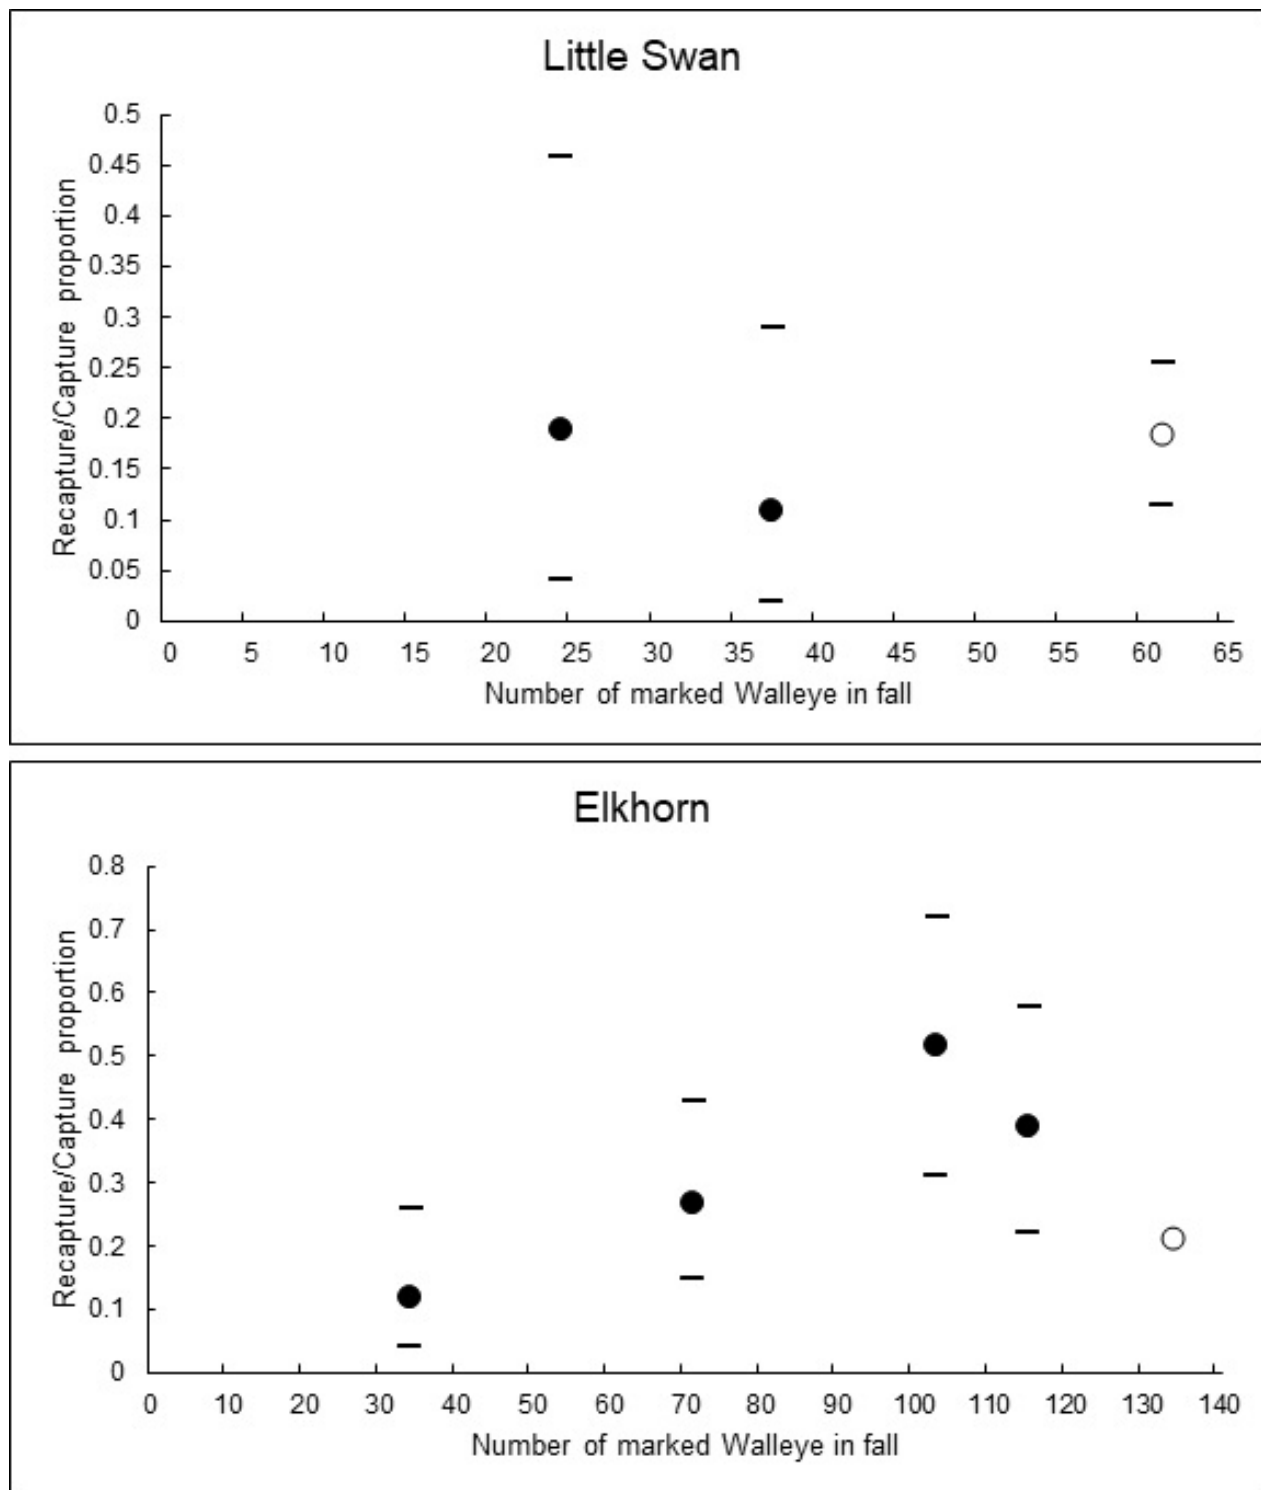 Little Swan
0.5
0.45
0.4
0.35
0.3
0.25
0.2
0.15
0.1
0.05
0
Recapture/Capture proportion
0 5 10 15 20 25 30 35 40 45 50 55 60 65
Number of marked Walleye in fall
Elkhorn
0.8
0.7
0.6
0.5
0.4
0.3
0.2
0.1
0
Recapture/Capture proportion
0 10 20 30 40 50 60 70 80 90 100 110 120 130 140
Number of marked Walleye in fall